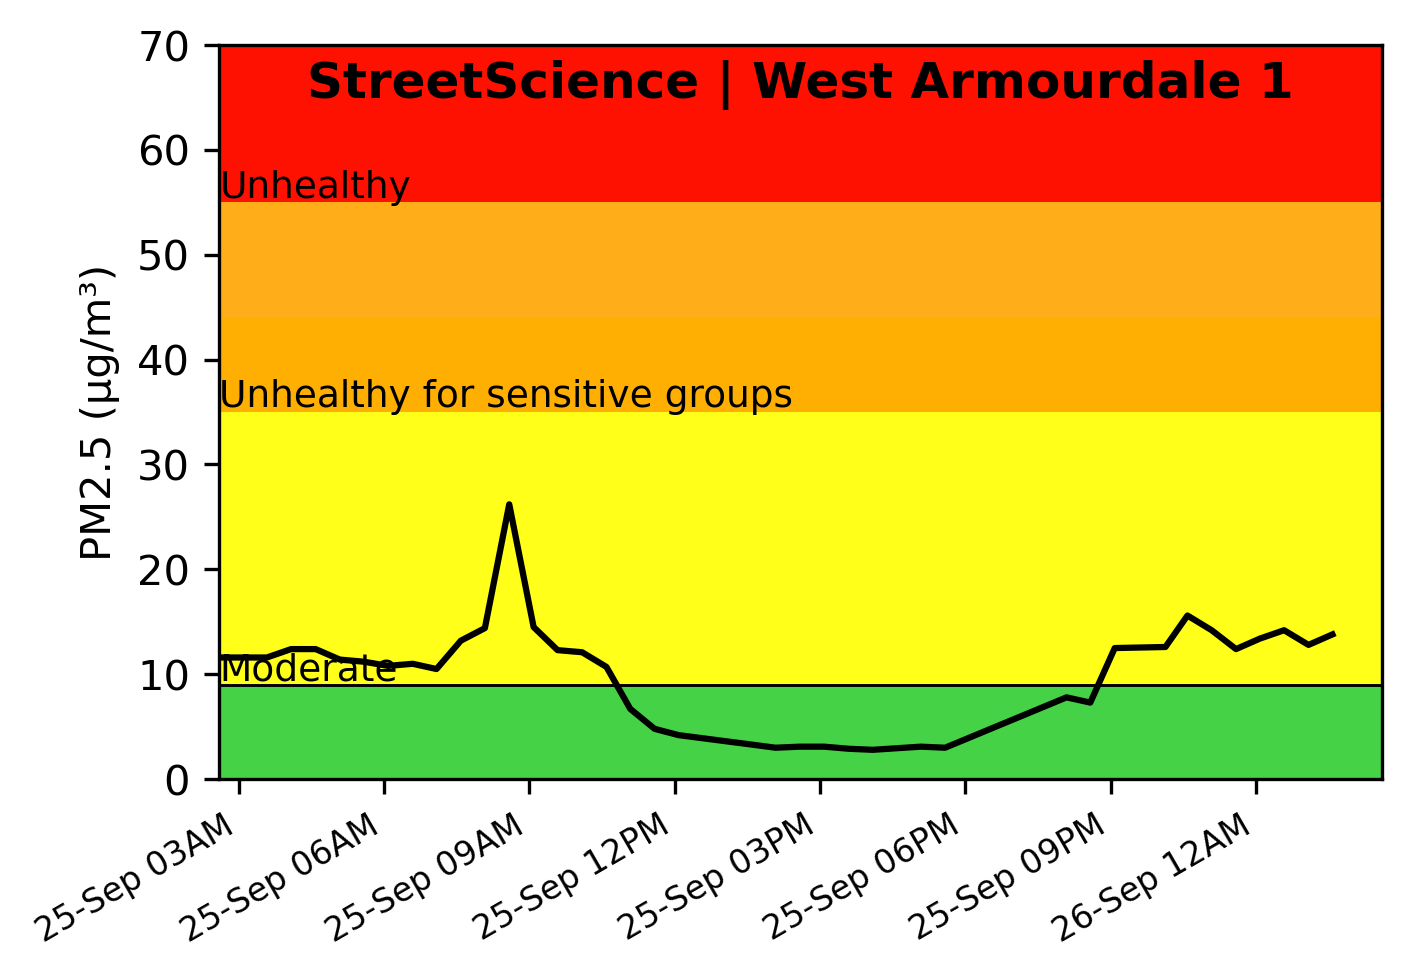 StreetScience | West Armourdale 1
PM2.5 (µg/m³)
70
60
50
40
30
20
10
0
Unhealthy
Unhealthy for sensitive groups
Moderate
25-Sep 03AM
25-Sep 06AM
25-Sep 09AM
25-Sep 12PM
25-Sep 03PM
25-Sep 06PM
25-Sep 09PM
26-Sep 12AM